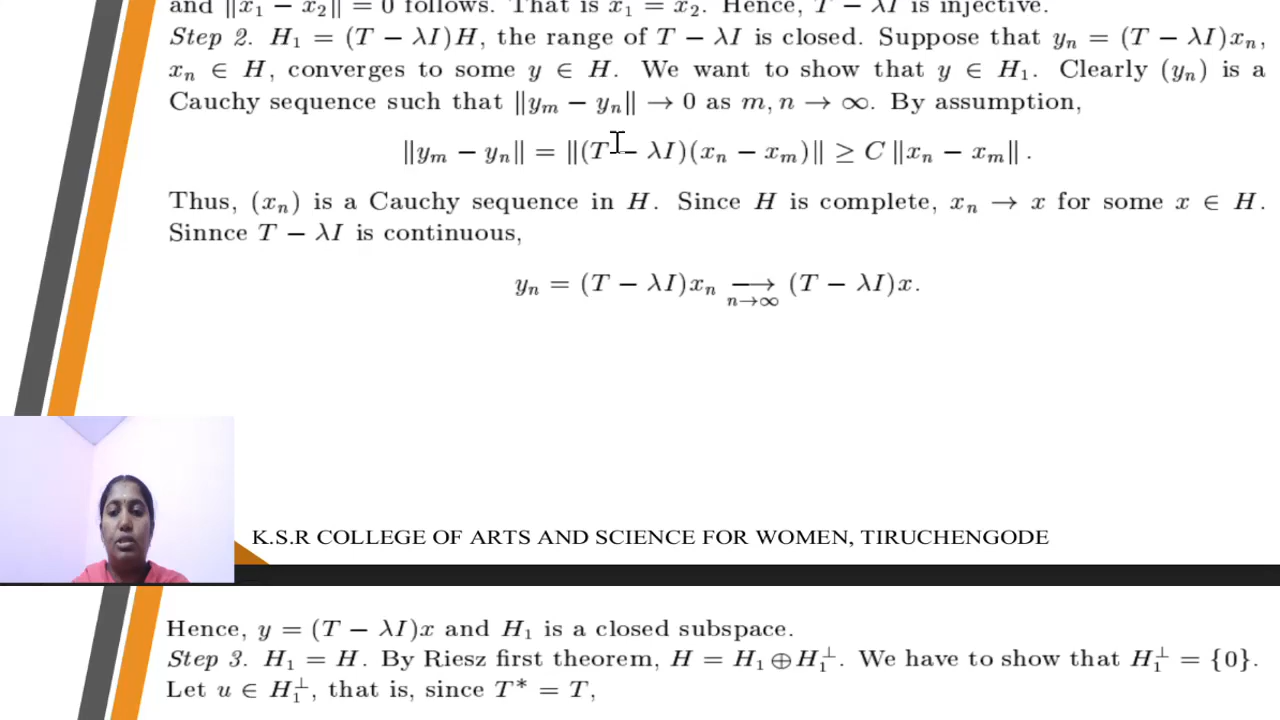 and ‖x₁ − x₂‖ = 0 follows. That is x₁ = x₂. Hence, T − λI is injective.
Step 2. H₁ = (T − λI)H, the range of T − λI is closed. Suppose that yₙ = (T − λI)xₙ,
xₙ ∈ H, converges to some y ∈ H. We want to show that y ∈ H₁. Clearly (yₙ) is a
Cauchy sequence such that ‖yₘ − yₙ‖ → 0 as m, n → ∞. By assumption,
‖yₘ − yₙ‖ = ‖(T − λI)(xₙ − xₘ)‖ ≥ C ‖xₙ − xₘ‖ .
Thus, (xₙ) is a Cauchy sequence in H. Since H is complete, xₙ → x for some x ∈ H.
Sinnce T − λI is continuous,
yₙ = (T − λI)xₙ ⟶ (T − λI)x.
n→∞
K.S.R COLLEGE OF ARTS AND SCIENCE FOR WOMEN, TIRUCHENGODE
Hence, y = (T − λI)x and H₁ is a closed subspace.
Step 3. H₁ = H. By Riesz first theorem, H = H₁ ⊕ H₁^⊥. We have to show that H₁^⊥ = {0}.
Let u ∈ H₁^⊥, that is, since T* = T,